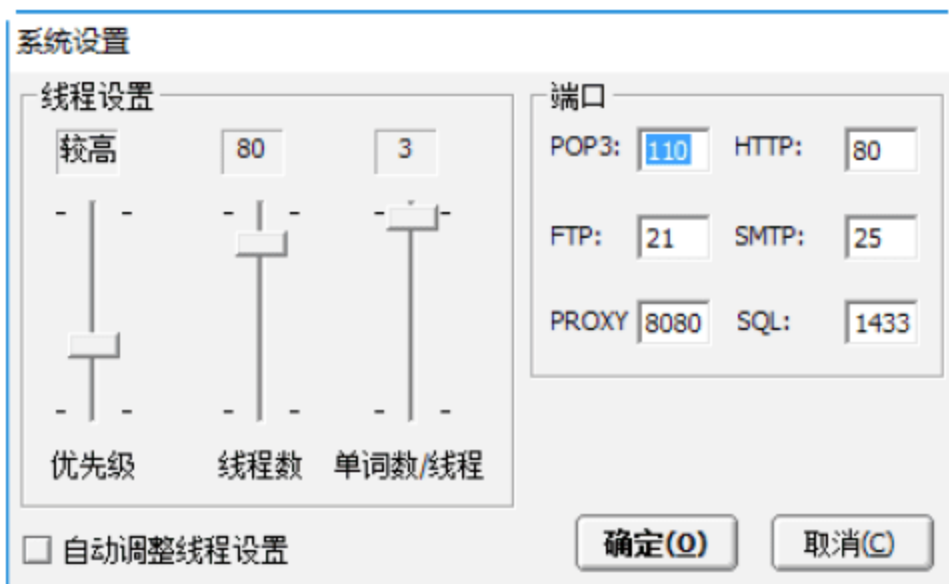 系统设置
线程设置
较高 80 3
优先级 线程数 单词数/线程
自动调整线程设置
端口
POP3: 110 HTTP: 80
FTP: 21 SMTP: 25
PROXY 8080 SQL: 1433
确定(O) 取消(C)